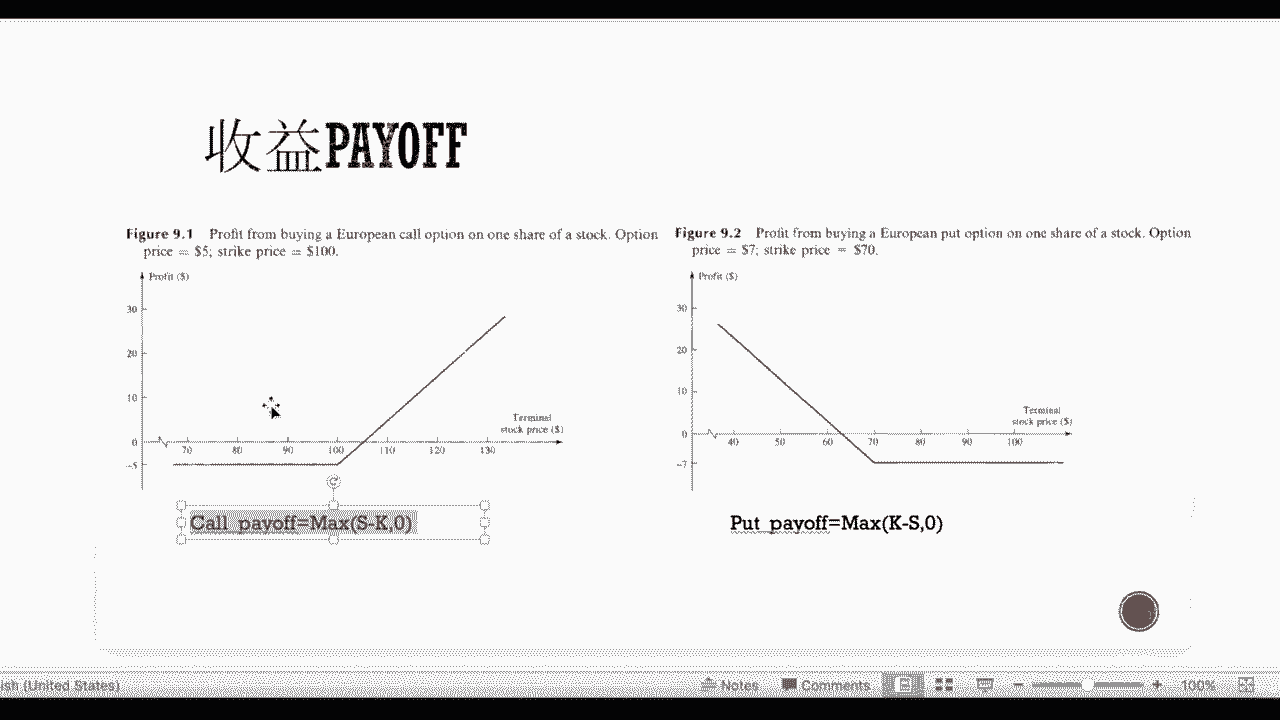 收益PAYOFF
Figure 9.1 Profit from buying a European call option on one share of a stock. Option
price = $5; strike price = $100.
Profit ($)
30
20
10
0
-5
70 80 90 100 110 120 130
Terminal
stock price ($)
Call_payoff=Max(S-K,0)
Figure 9.2 Profit from buying a European put option on one share of a stock. Option
price = $7; strike price = $70.
Profit ($)
30
20
10
0
-7
40 50 60 70 80 90 100
Terminal
stock price ($)
Put_payoff=Max(K-S,0)
ish (United States)
Notes
Comments
100%